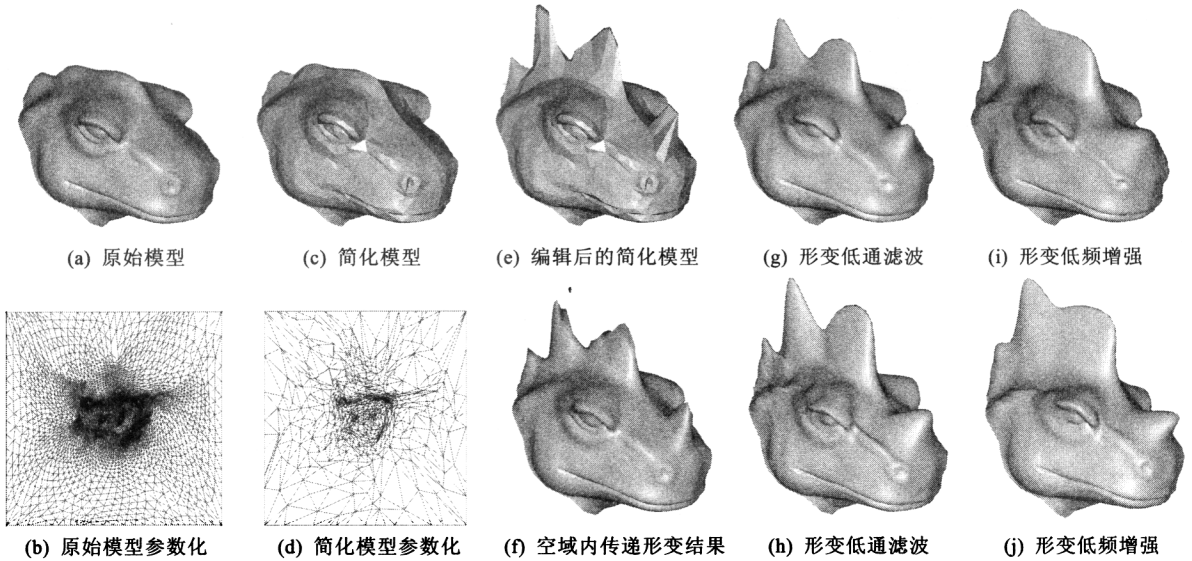 (a) 原始模型
(c) 简化模型
(e) 编辑后的简化模型
(g) 形变低通滤波
(i) 形变低频增强
(b) 原始模型参数化
(d) 简化模型参数化
(f) 空域内传递形变结果
(h) 形变低通滤波
(j) 形变低频增强